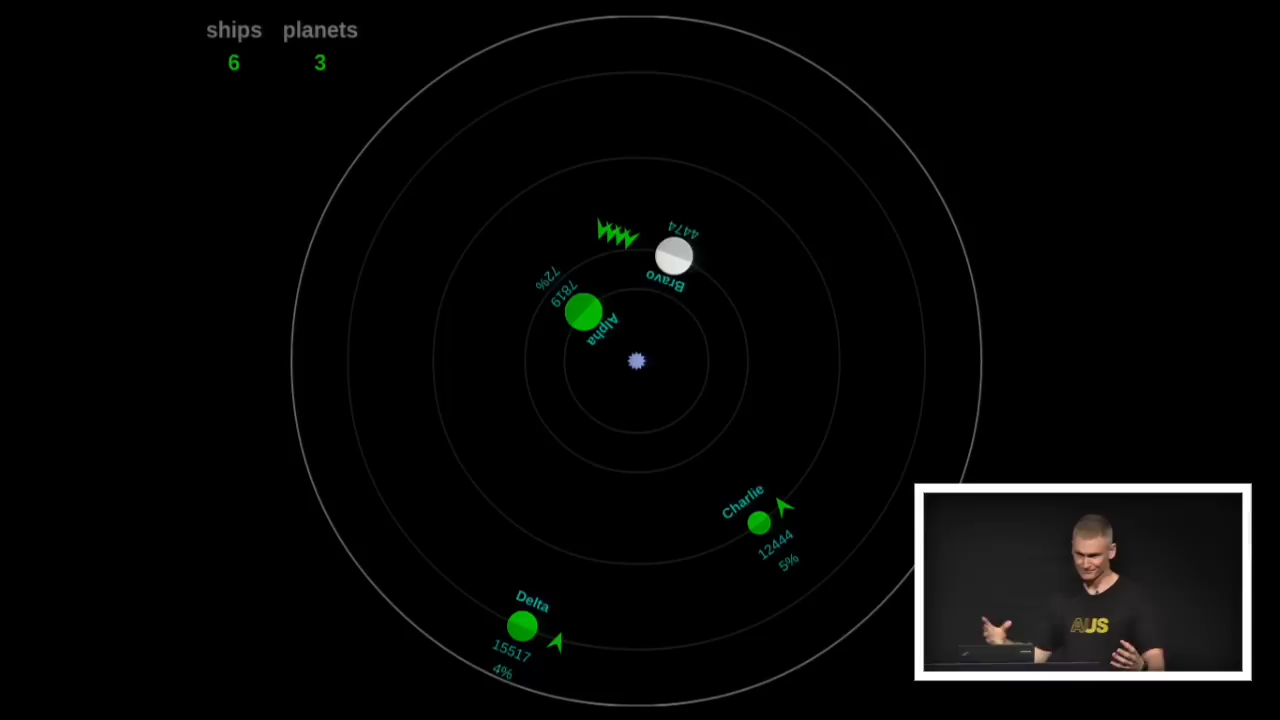 ships planets
6 3
4474
Bravo
72%
7819
Alpha
Charlie
12444
5%
Delta
15517
4%
AUS